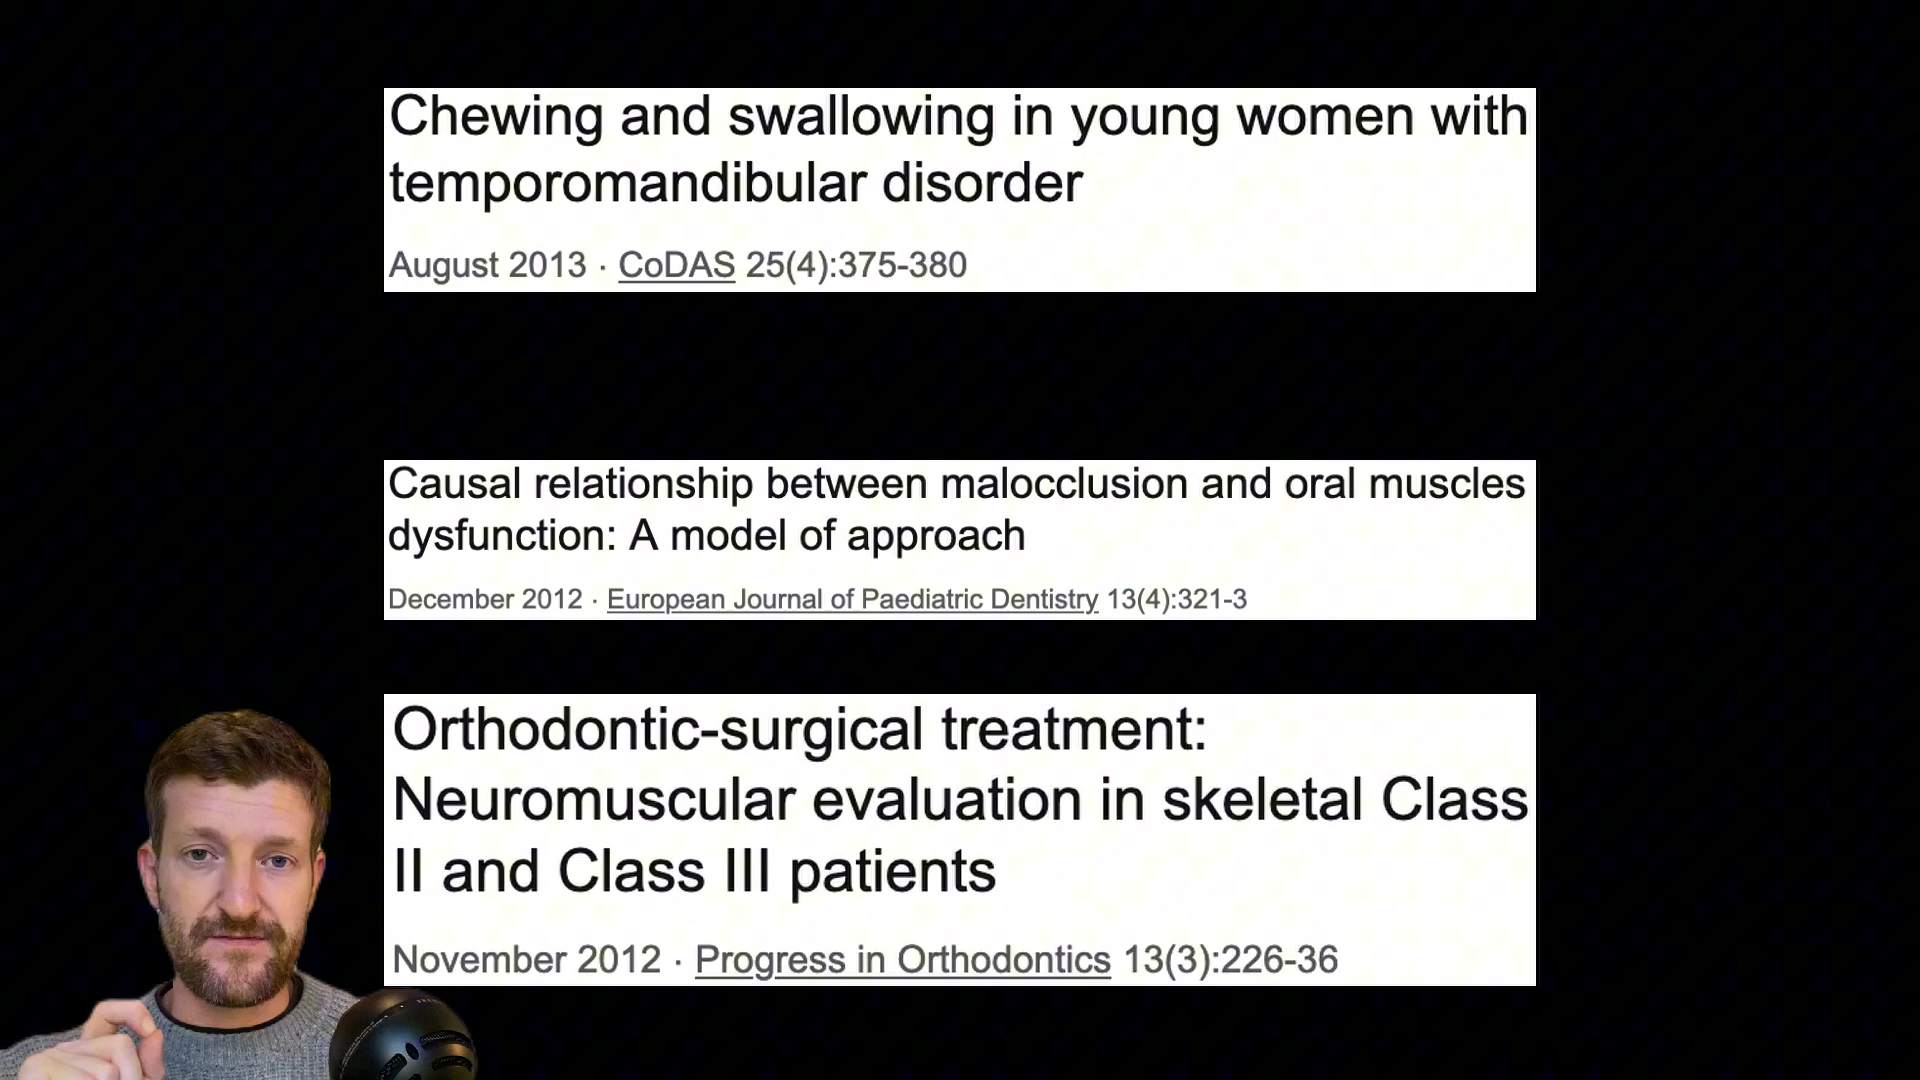 Chewing and swallowing in young women with
temporomandibular disorder
August 2013 · CoDAS 25(4):375-380
Causal relationship between malocclusion and oral muscles
dysfunction: A model of approach
December 2012 · European Journal of Paediatric Dentistry 13(4):321-3
Orthodontic-surgical treatment:
Neuromuscular evaluation in skeletal Class
II and Class III patients
November 2012 · Progress in Orthodontics 13(3):226-36